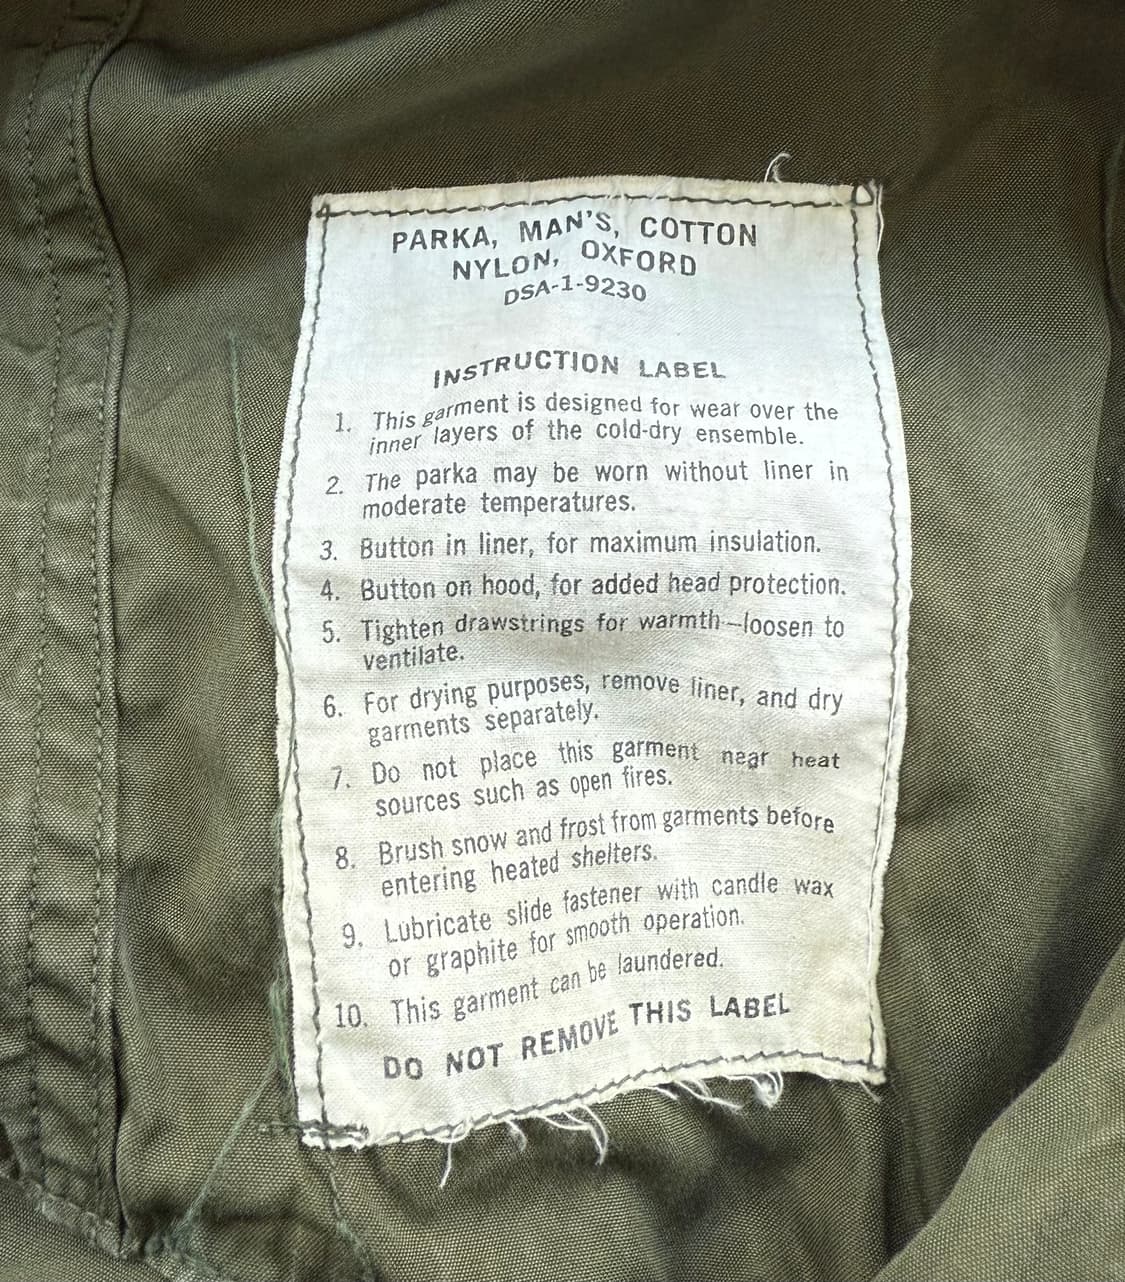 PARKA, MAN'S, COTTON
NYLON, OXFORD
DSA-1-9230
INSTRUCTION LABEL
1. This garment is designed for wear over the
inner layers of the cold-dry ensemble.
2. The parka may be worn without liner in
moderate temperatures.
3. Button in liner, for maximum insulation.
4. Button on hood, for added head protection.
5. Tighten drawstrings for warmth—loosen to
ventilate.
6. For drying purposes, remove liner, and dry
garments separately.
7. Do not place this garment near heat
sources such as open fires.
8. Brush snow and frost from garments before
entering heated shelters.
9. Lubricate slide fastener with candle wax
or graphite for smooth operation.
10. This garment can be laundered.
DO NOT REMOVE THIS LABEL